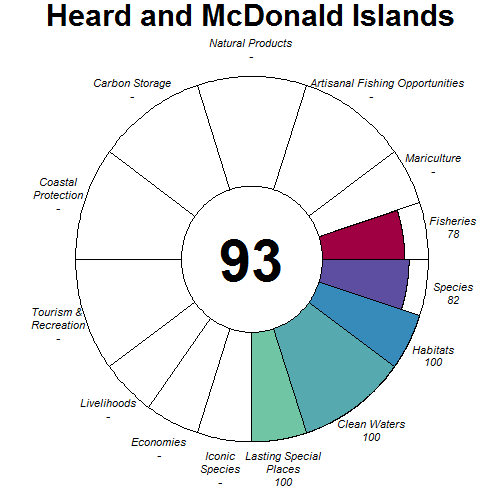 Heard and McDonald Islands
Natural Products
-
Carbon Storage
-
Artisanal Fishing Opportunities
-
Mariculture
-
Coastal
Protection
-
Fisheries
78
93
Species
82
Tourism &
Recreation
-
Habitats
100
Livelihoods
-
Clean Waters
100
Economies
-
Iconic
Species
-
Lasting Special
Places
100